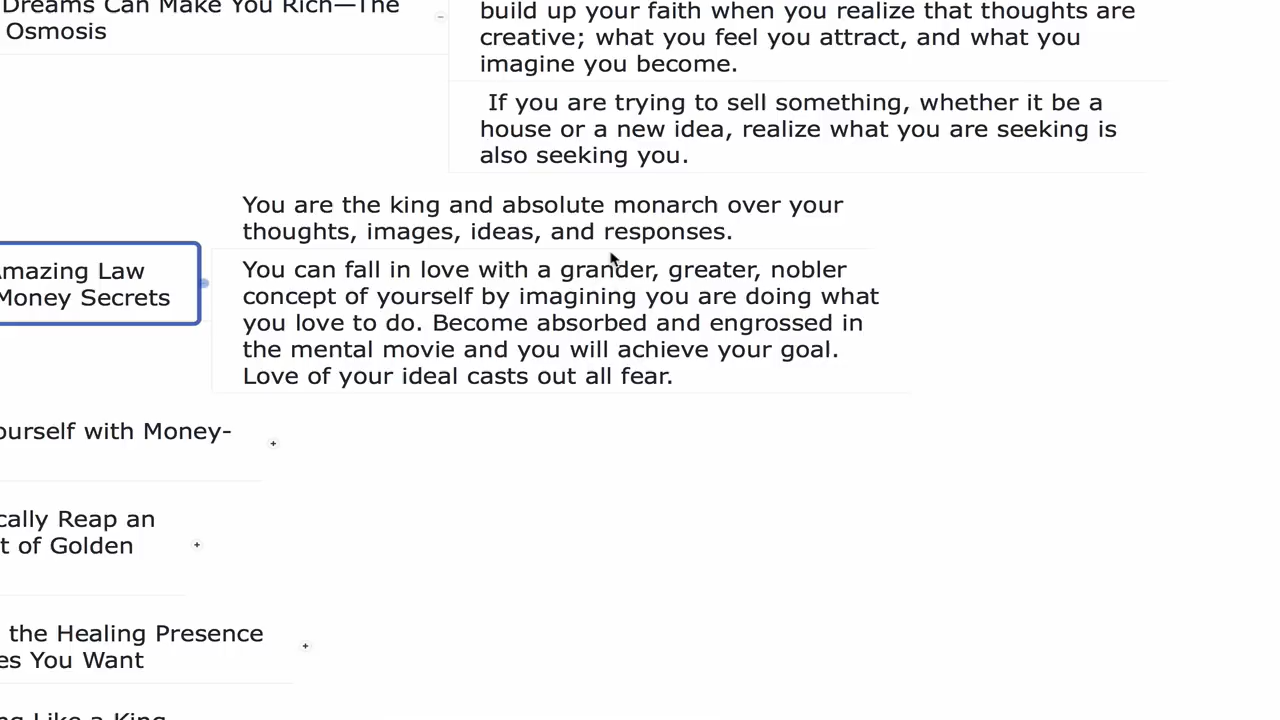 Dreams Can Make You Rich—The
Osmosis
build up your faith when you realize that thoughts are
creative; what you feel you attract, and what you
imagine you become.
If you are trying to sell something, whether it be a
house or a new idea, realize what you are seeking is
also seeking you.
Amazing Law
Money Secrets
You are the king and absolute monarch over your
thoughts, images, ideas, and responses.
You can fall in love with a grander, greater, nobler
concept of yourself by imagining you are doing what
you love to do. Become absorbed and engrossed in
the mental movie and you will achieve your goal.
Love of your ideal casts out all fear.
ourself with Money-
cally Reap an
t of Golden
the Healing Presence
es You Want
ng Like a King